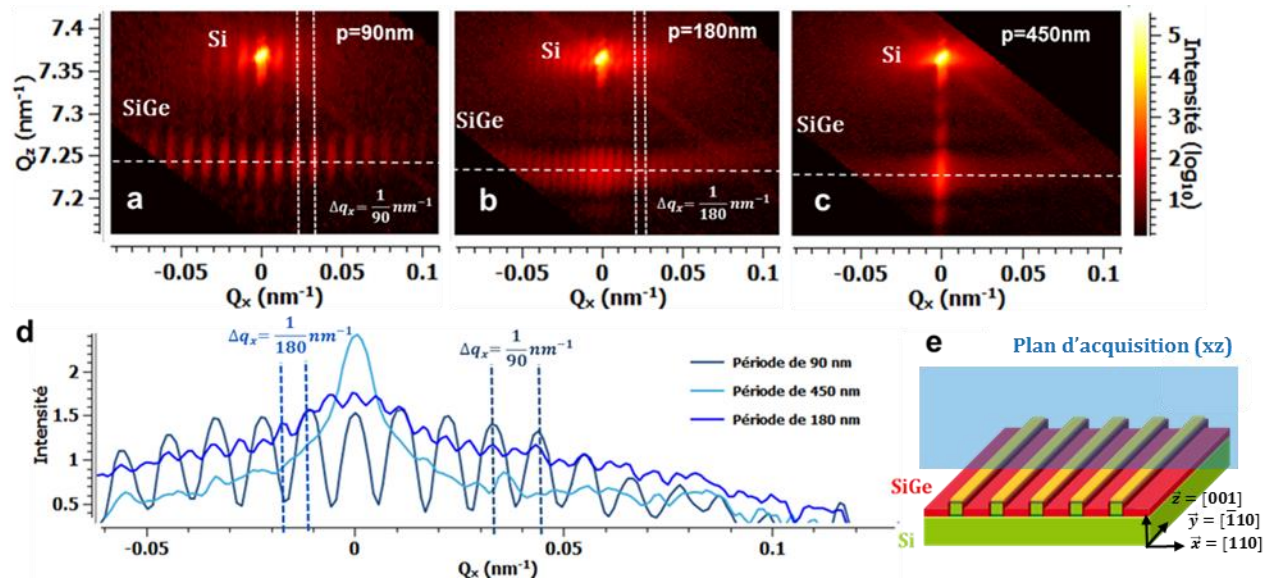 7.4
7.35
7.3
7.25
7.2
Q_z (nm⁻¹)
Si
p=90nm
SiGe
a
Δq_x = 1/90 nm⁻¹
Si
p=180nm
SiGe
b
Δq_x = 1/180 nm⁻¹
Si
p=450nm
SiGe
c
5
4
3
2
10
Intensité (log₁₀)
-0.05 0 0.05 0.1
Q_x (nm⁻¹)
-0.05 0 0.05 0.1
Q_x (nm⁻¹)
-0.05 0 0.05 0.1
Q_x (nm⁻¹)
d
Δq_x = 1/180 nm⁻¹
Δq_x = 1/90 nm⁻¹
Période de 90 nm
Période de 450 nm
Période de 180 nm
2
1.5
1
0.5
Intensité
-0.05 0 0.05 0.1
Q_x (nm⁻¹)
e
Plan d'acquisition (xz)
SiGe
Si
z⃗ = [001]
y⃗ = [1̅10]
x⃗ = [110]